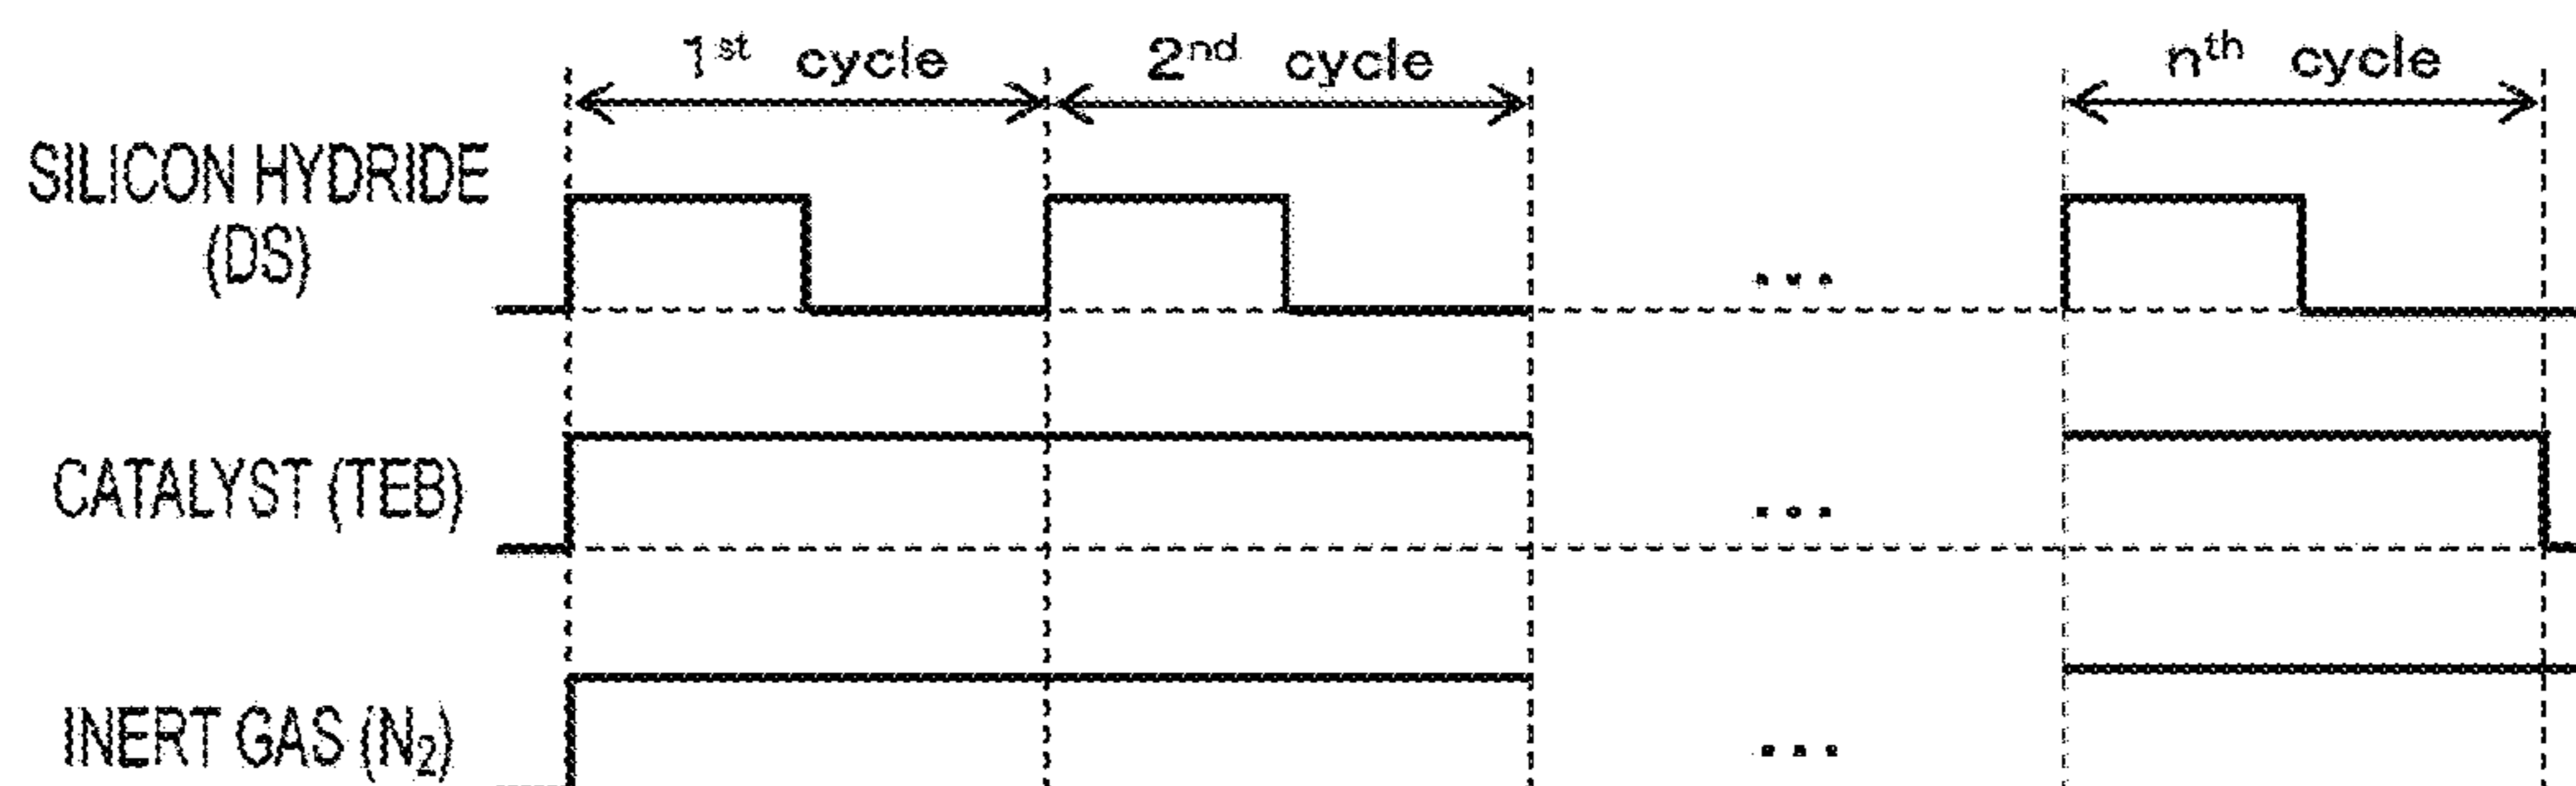 1st cycle 2nd cycle nth cycle
SILICON HYDRIDE
(DS)
...
CATALYST (TEB)
...
INERT GAS (N2)
...